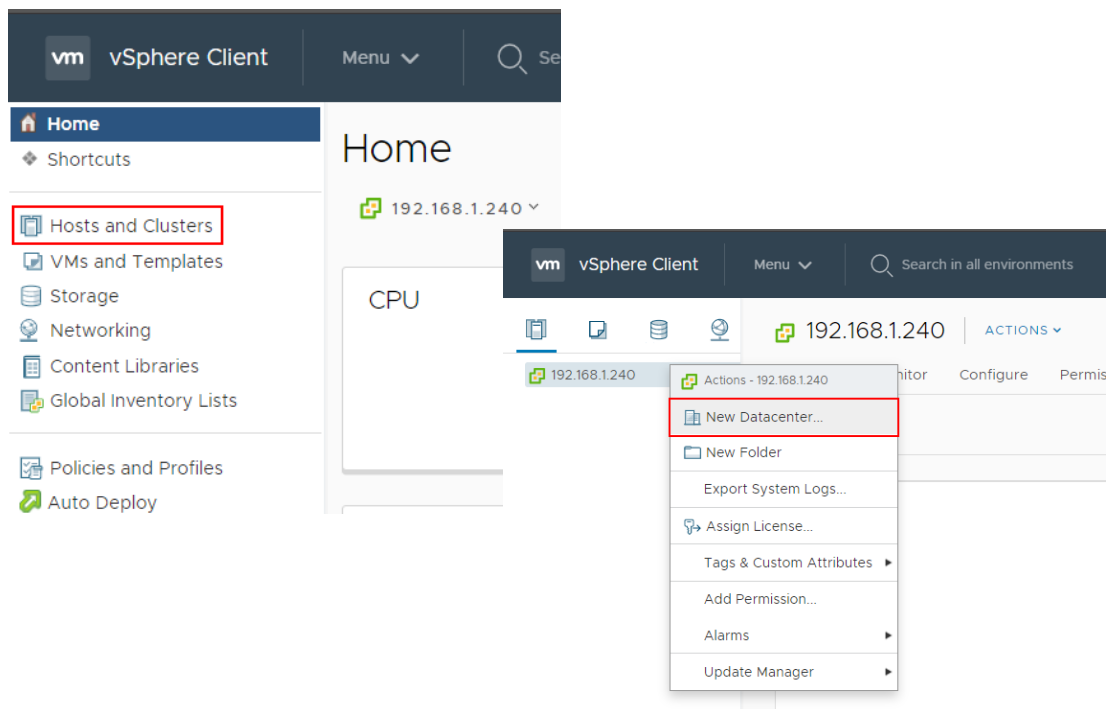 vm vSphere Client Menu Se
Home
Shortcuts
Hosts and Clusters
VMs and Templates
Storage
Networking
Content Libraries
Global Inventory Lists
Policies and Profiles
Auto Deploy
Home
192.168.1.240
CPU
vm vSphere Client Menu Search in all environments
192.168.1.240 ACTIONS
nitor Configure Permis
192.168.1.240
Actions - 192.168.1.240
New Datacenter...
New Folder
Export System Logs...
Assign License...
Tags & Custom Attributes
Add Permission...
Alarms
Update Manager